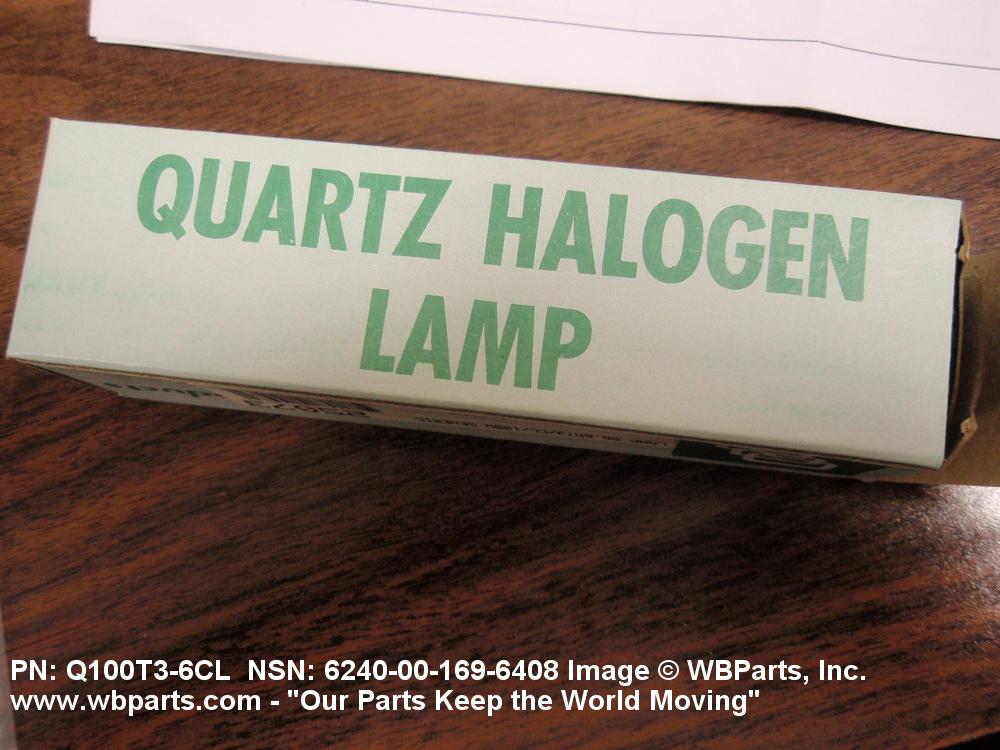 QUARTZ HALOGEN
LAMP
PN: Q100T3-6CL NSN: 6240-00-169-6408 Image © WBParts, Inc.
www.wbparts.com - "Our Parts Keep the World Moving"